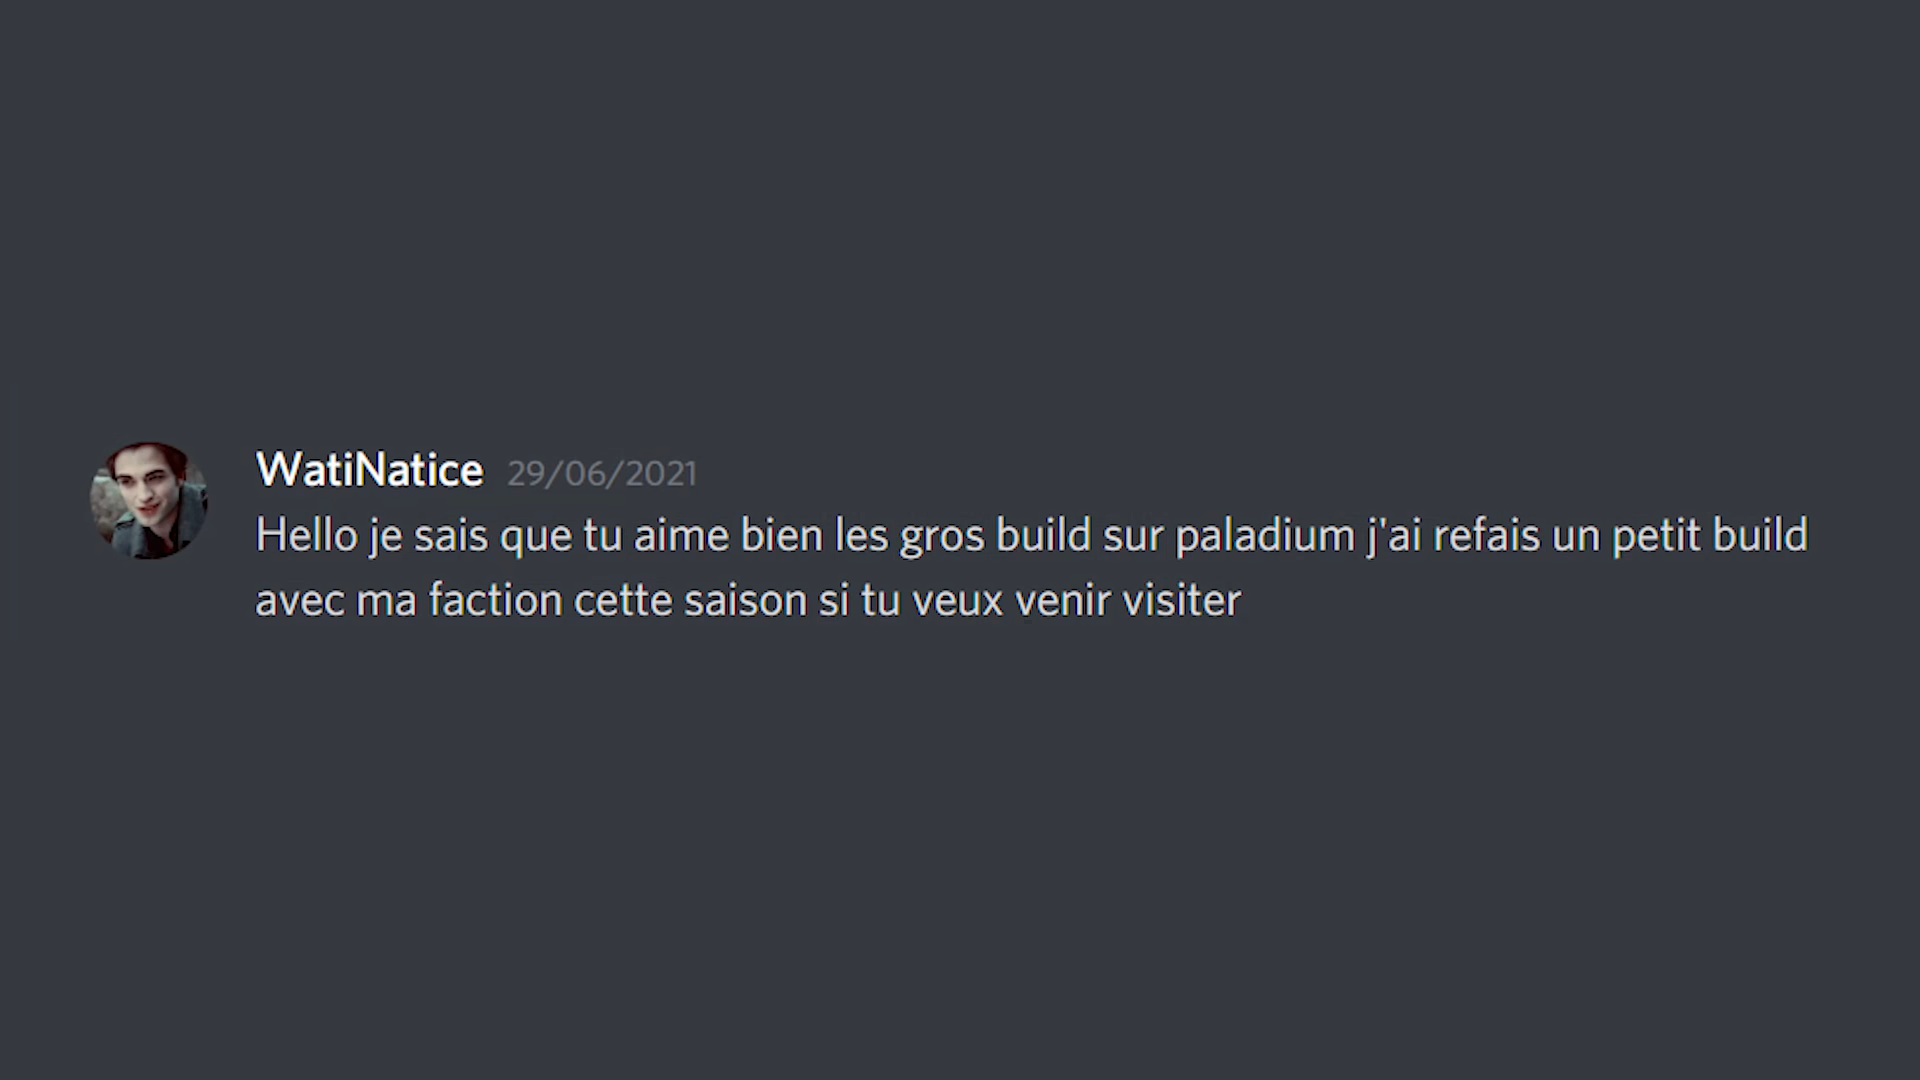 WatiNatice 29/06/2021
Hello je sais que tu aime bien les gros build sur paladium j'ai refais un petit build
avec ma faction cette saison si tu veux venir visiter